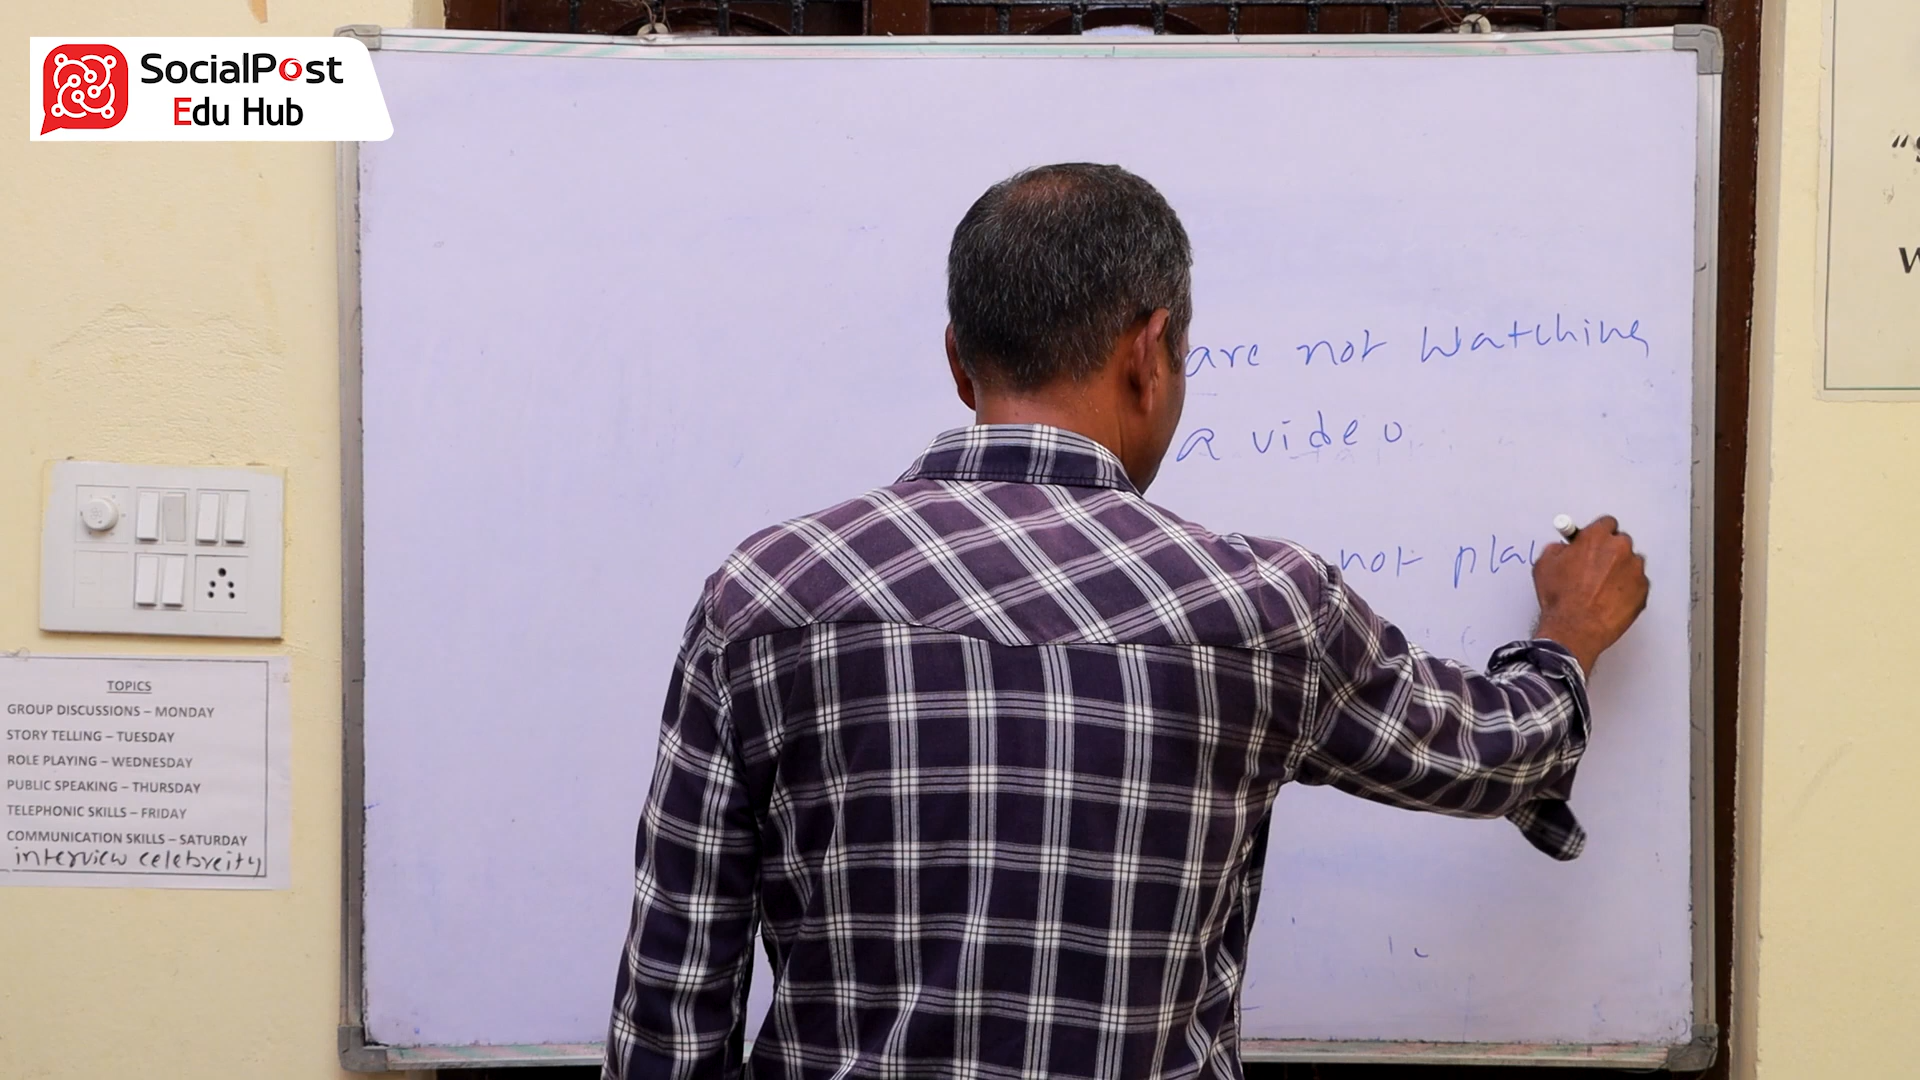 SocialPost
Edu Hub
are not watching
a video
not play
TOPICS
GROUP DISCUSSIONS – MONDAY
STORY TELLING – TUESDAY
ROLE PLAYING – WEDNESDAY
PUBLIC SPEAKING – THURSDAY
TELEPHONIC SKILLS – FRIDAY
COMMUNICATION SKILLS – SATURDAY
interview celebreity